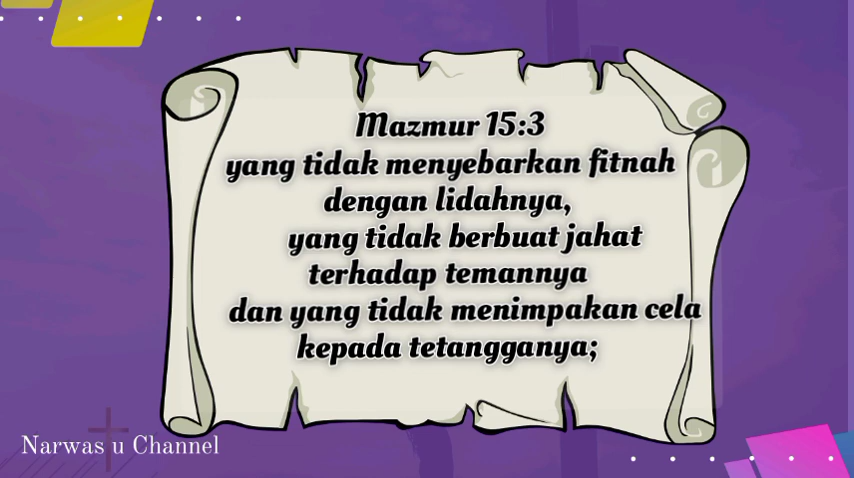 Mazmur 15:3
yang tidak menyebarkan fitnah
dengan lidahnya,
yang tidak berbuat jahat
terhadap temannya
dan yang tidak menimpakan cela
kepada tetangganya;
Narwas u Channel